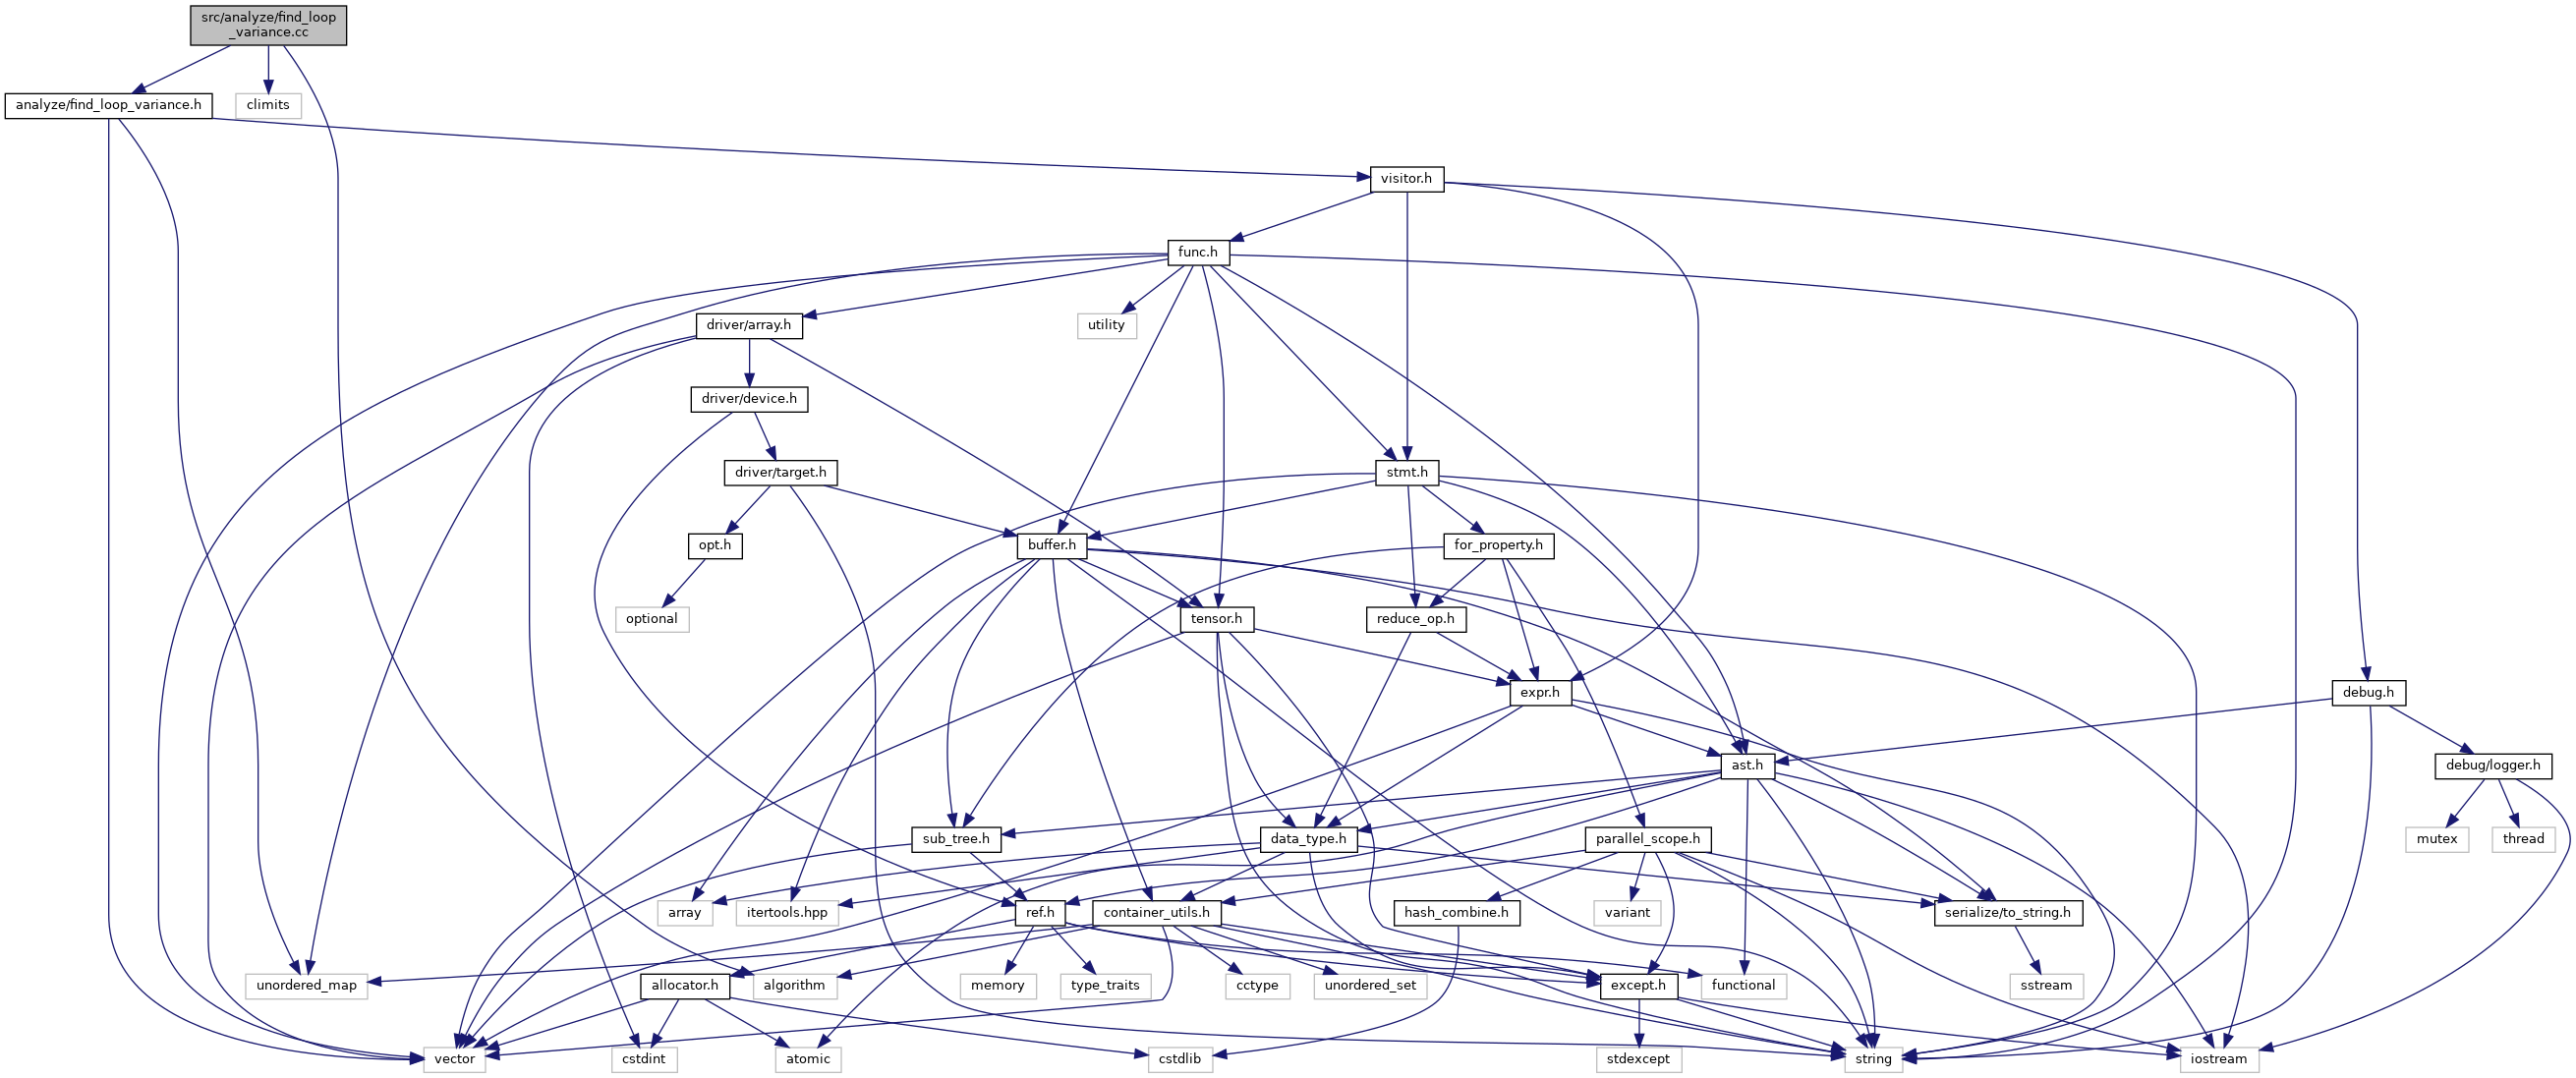 src/analyze/find_loop
_variance.cc
analyze/find_loop_variance.h
climits
visitor.h
func.h
driver/array.h
utility
driver/device.h
driver/target.h
stmt.h
opt.h
buffer.h
for_property.h
optional
tensor.h
reduce_op.h
expr.h
debug.h
ast.h
debug/logger.h
sub_tree.h
data_type.h
parallel_scope.h
mutex
thread
array
itertools.hpp
ref.h
container_utils.h
hash_combine.h
variant
serialize/to_string.h
unordered_map
allocator.h
algorithm
memory
type_traits
cctype
unordered_set
except.h
functional
sstream
vector
cstdint
atomic
cstdlib
stdexcept
string
iostream